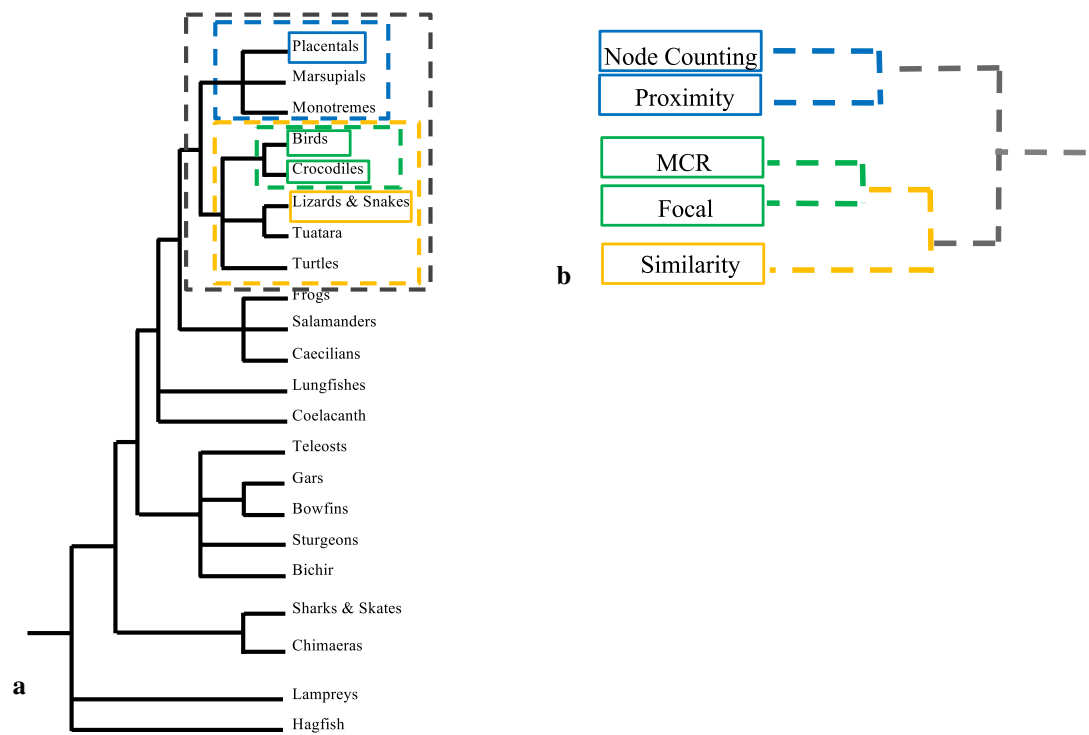 Placentals
Marsupials
Monotremes
Birds
Crocodiles
Lizards & Snakes
Tuatara
Turtles
Frogs
Salamanders
Caecilians
Lungfishes
Coelacanth
Teleosts
Gars
Bowfins
Sturgeons
Bichir
Sharks & Skates
Chimaeras
Lampreys
Hagfish
a
Node Counting
Proximity
MCR
Focal
Similarity
b